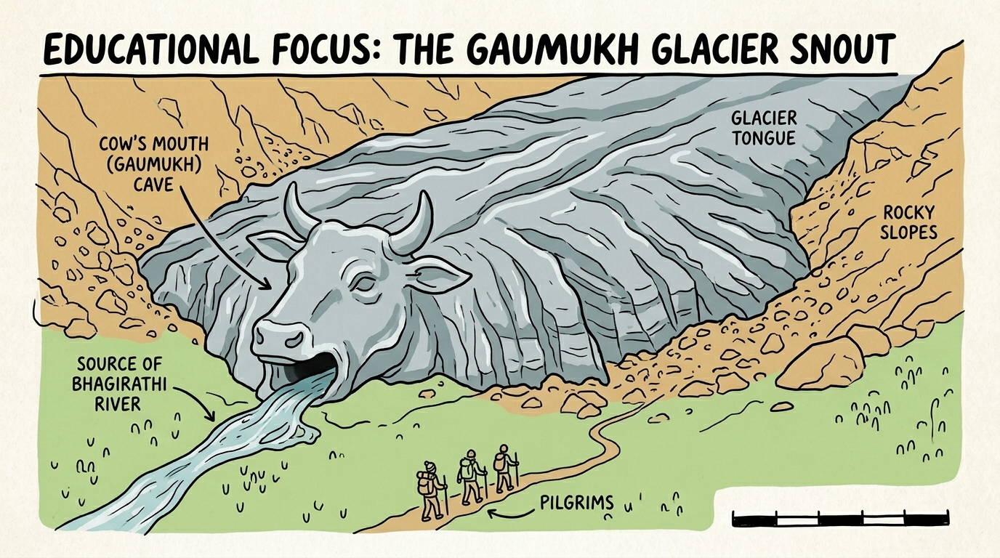 EDUCATIONAL FOCUS: THE GAUMUKH GLACIER SNOUT
GLACIER
TONGUE
COW'S MOUTH
(GAUMUKH)
CAVE
ROCKY
SLOPES
SOURCE OF
BHAGIRATHI
RIVER
PILGRIMS